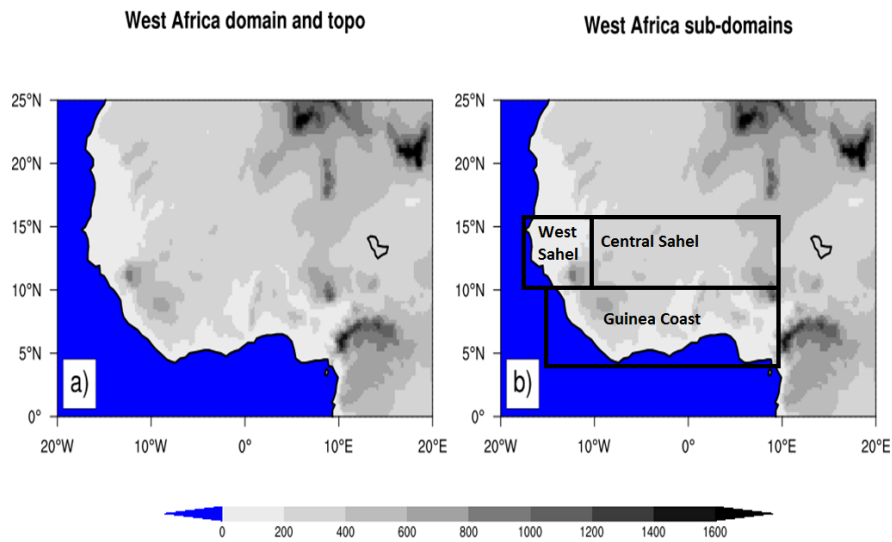 West Africa domain and topo
West Africa sub-domains
25°N
20°N
15°N
10°N
5°N
0°
20°W
10°W
0°
10°E
20°E
a)
25°N
20°N
15°N
10°N
5°N
0°
20°W
10°W
0°
10°E
20°E
West
Sahel
Central Sahel
Guinea Coast
b)
0 200 400 600 800 1000 1200 1400 1600